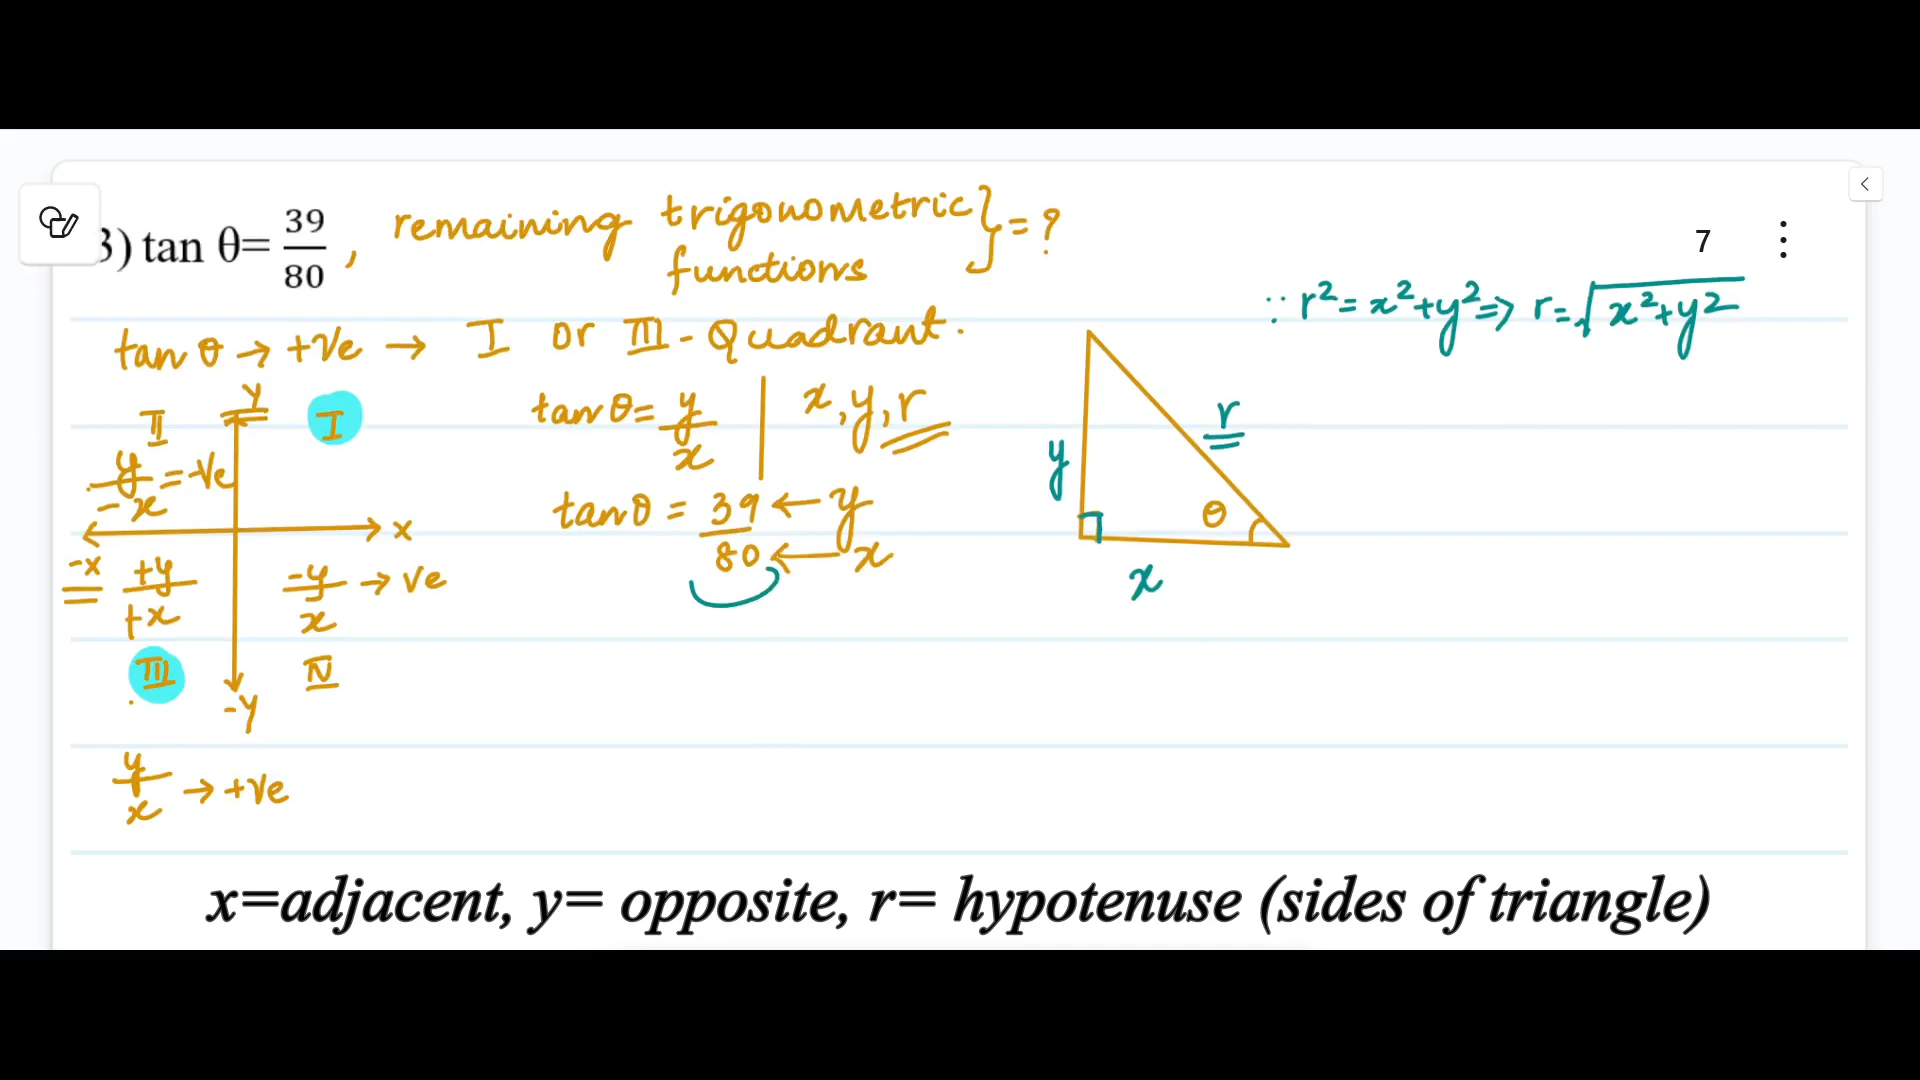 3) tan θ= 39/80 , remaining trigonometric functions } = ?
7
∵ r² = x²+y² => r = √x²+y²
tan θ → +ve → I or III - Quadrant.
y
II
I
tan θ = y/x | x, y, r
r
y/-x = -ve
y
tan θ = 39/80 ← y ← x
θ
x
-x
+y/+x
-y/x → ve
x
III
IV
-y
y/x → +ve
x=adjacent, y= opposite, r= hypotenuse (sides of triangle)